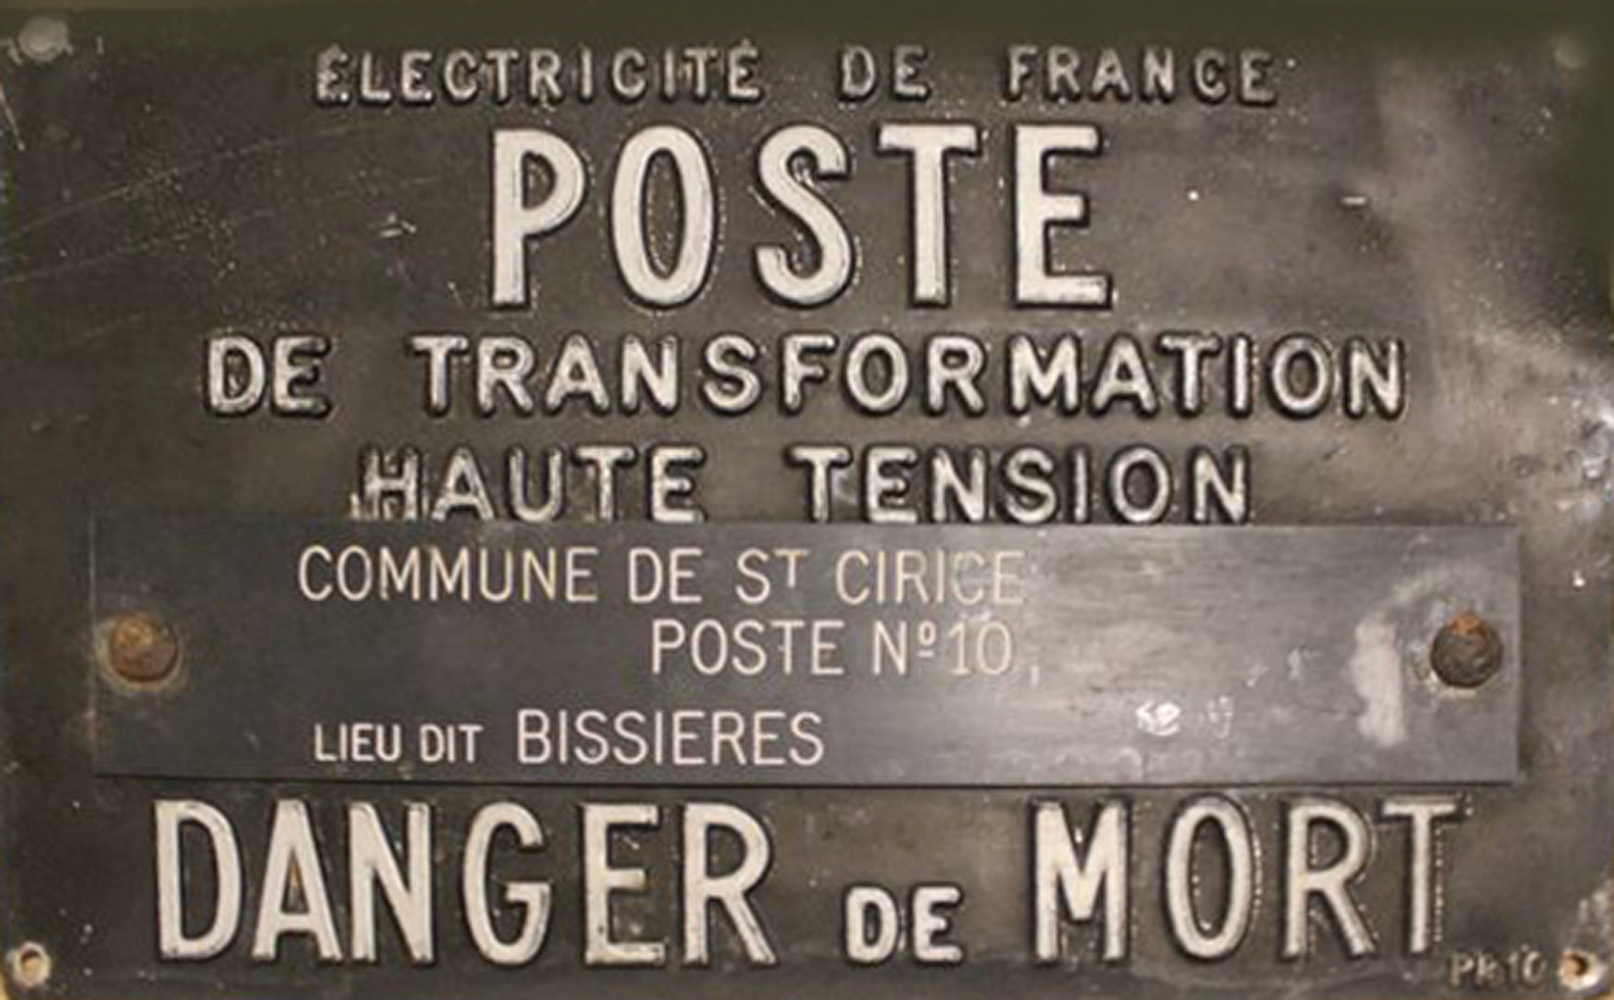 ÉLECTRICITÉ DE FRANCE
POSTE
DE TRANSFORMATION
HAUTE TENSION
COMMUNE DE ST CIRICE
POSTE Nº10,
LIEU DIT BISSIERES
DANGER DE MORT